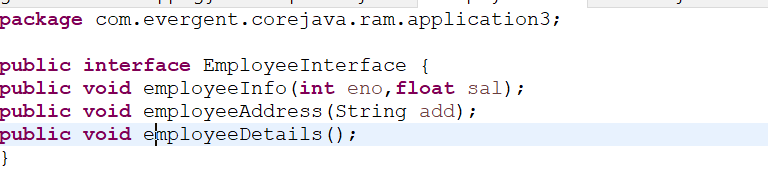 package com.evergent.corejava.ram.application3;
public interface EmployeeInterface {
public void employeeInfo(int eno,float sal);
public void employeeAddress(String add);
public void employeeDetails();
}